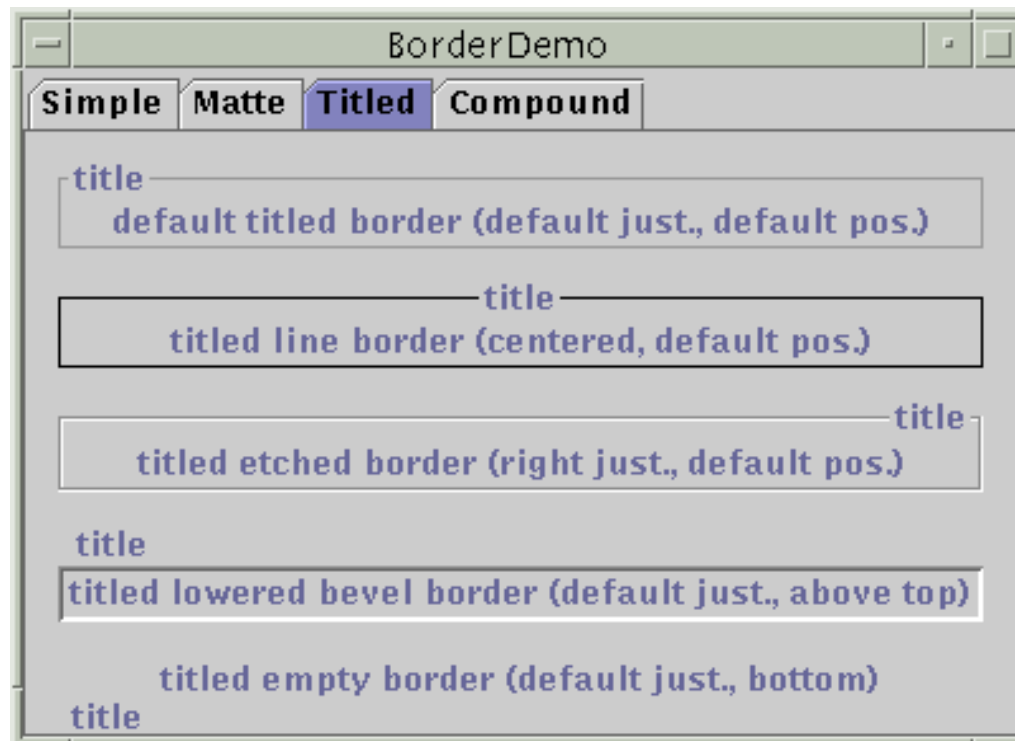 BorderDemo
Simple Matte Titled Compound
title
default titled border (default just., default pos.)
title
titled line border (centered, default pos.)
title
titled etched border (right just., default pos.)
title
titled lowered bevel border (default just., above top)
titled empty border (default just., bottom)
title